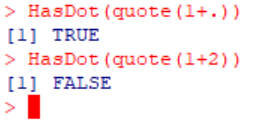 > HasDot(quote(1+.))
[1] TRUE
> HasDot(quote(1+2))
[1] FALSE
>